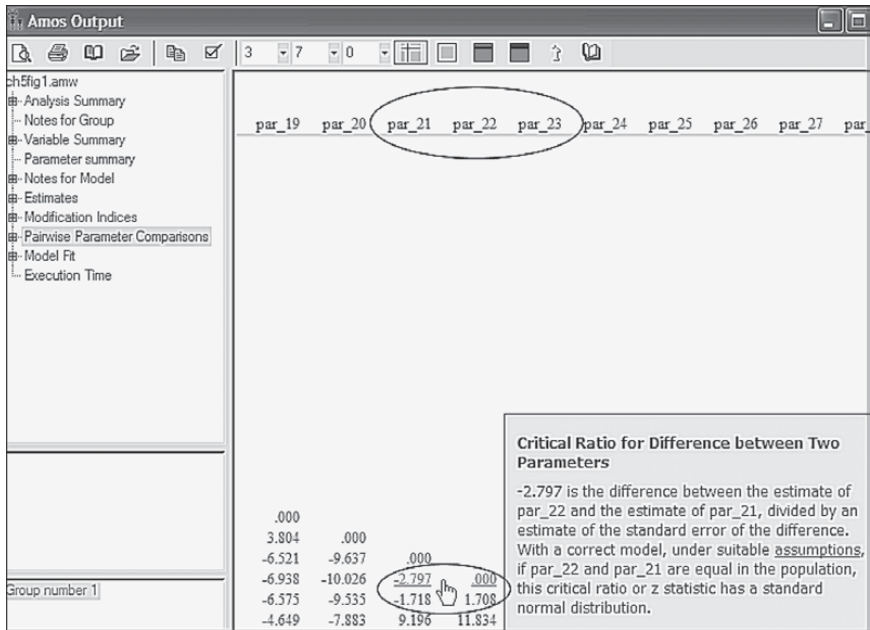 Amos Output
3 7 0
ch5fig1.amw
Analysis Summary
Notes for Group
Variable Summary
Parameter summary
Notes for Model
Estimates
Modification Indices
Pairwise Parameter Comparisons
Model Fit
Execution Time
Group number 1
par_19 par_20 par_21 par_22 par_23 par_24 par_25 par_26 par_27 par_
.000
3.804 .000
-6.521 -9.637 .000
-6.938 -10.026 -2.797 .000
-6.575 -9.535 -1.718 1.708
-4.649 -7.883 9.196 11.834
Critical Ratio for Difference between Two
Parameters
-2.797 is the difference between the estimate of
par_22 and the estimate of par_21, divided by an
estimate of the standard error of the difference.
With a correct model, under suitable assumptions,
if par_22 and par_21 are equal in the population,
this critical ratio or z statistic has a standard
normal distribution.